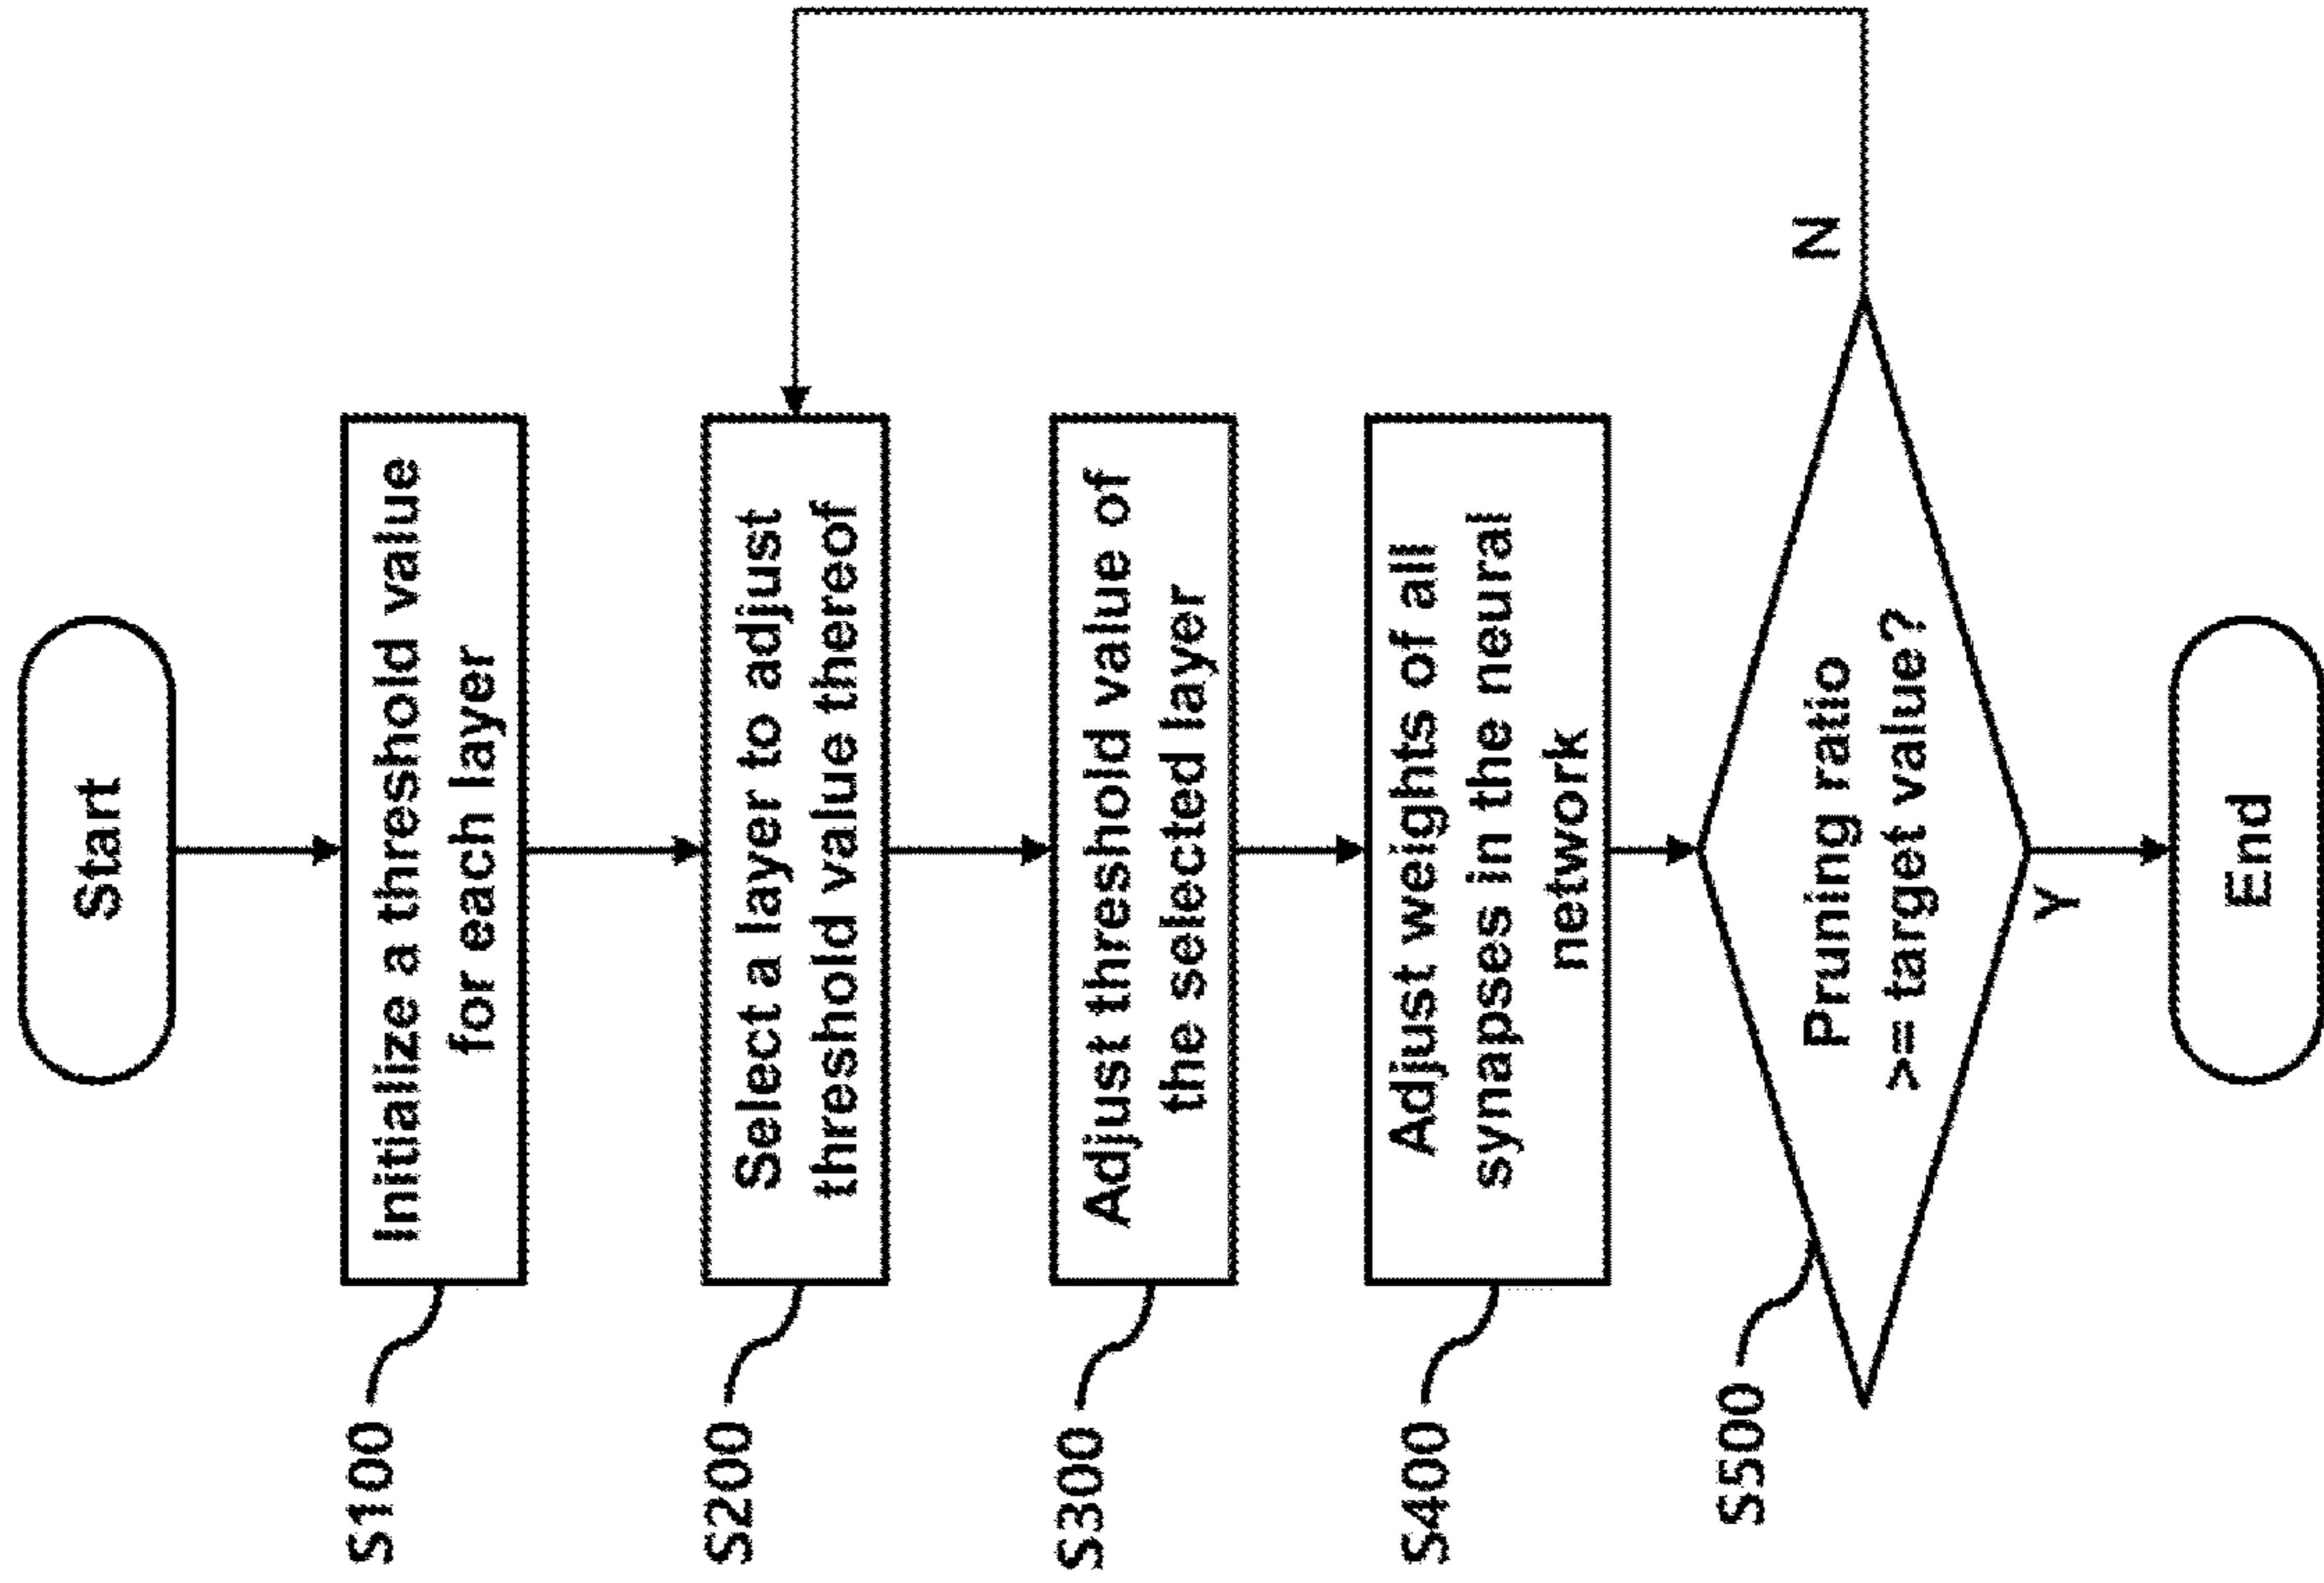 Start
S100
Initialize a threshold value
for each layer
S200
Select a layer to adjust
threshold value thereof
S300
Adjust threshold value of
the selected layer
S400
Adjust weights of all
synapses in the neural
network
S500
Pruning ratio
>= target value?
N
Y
End